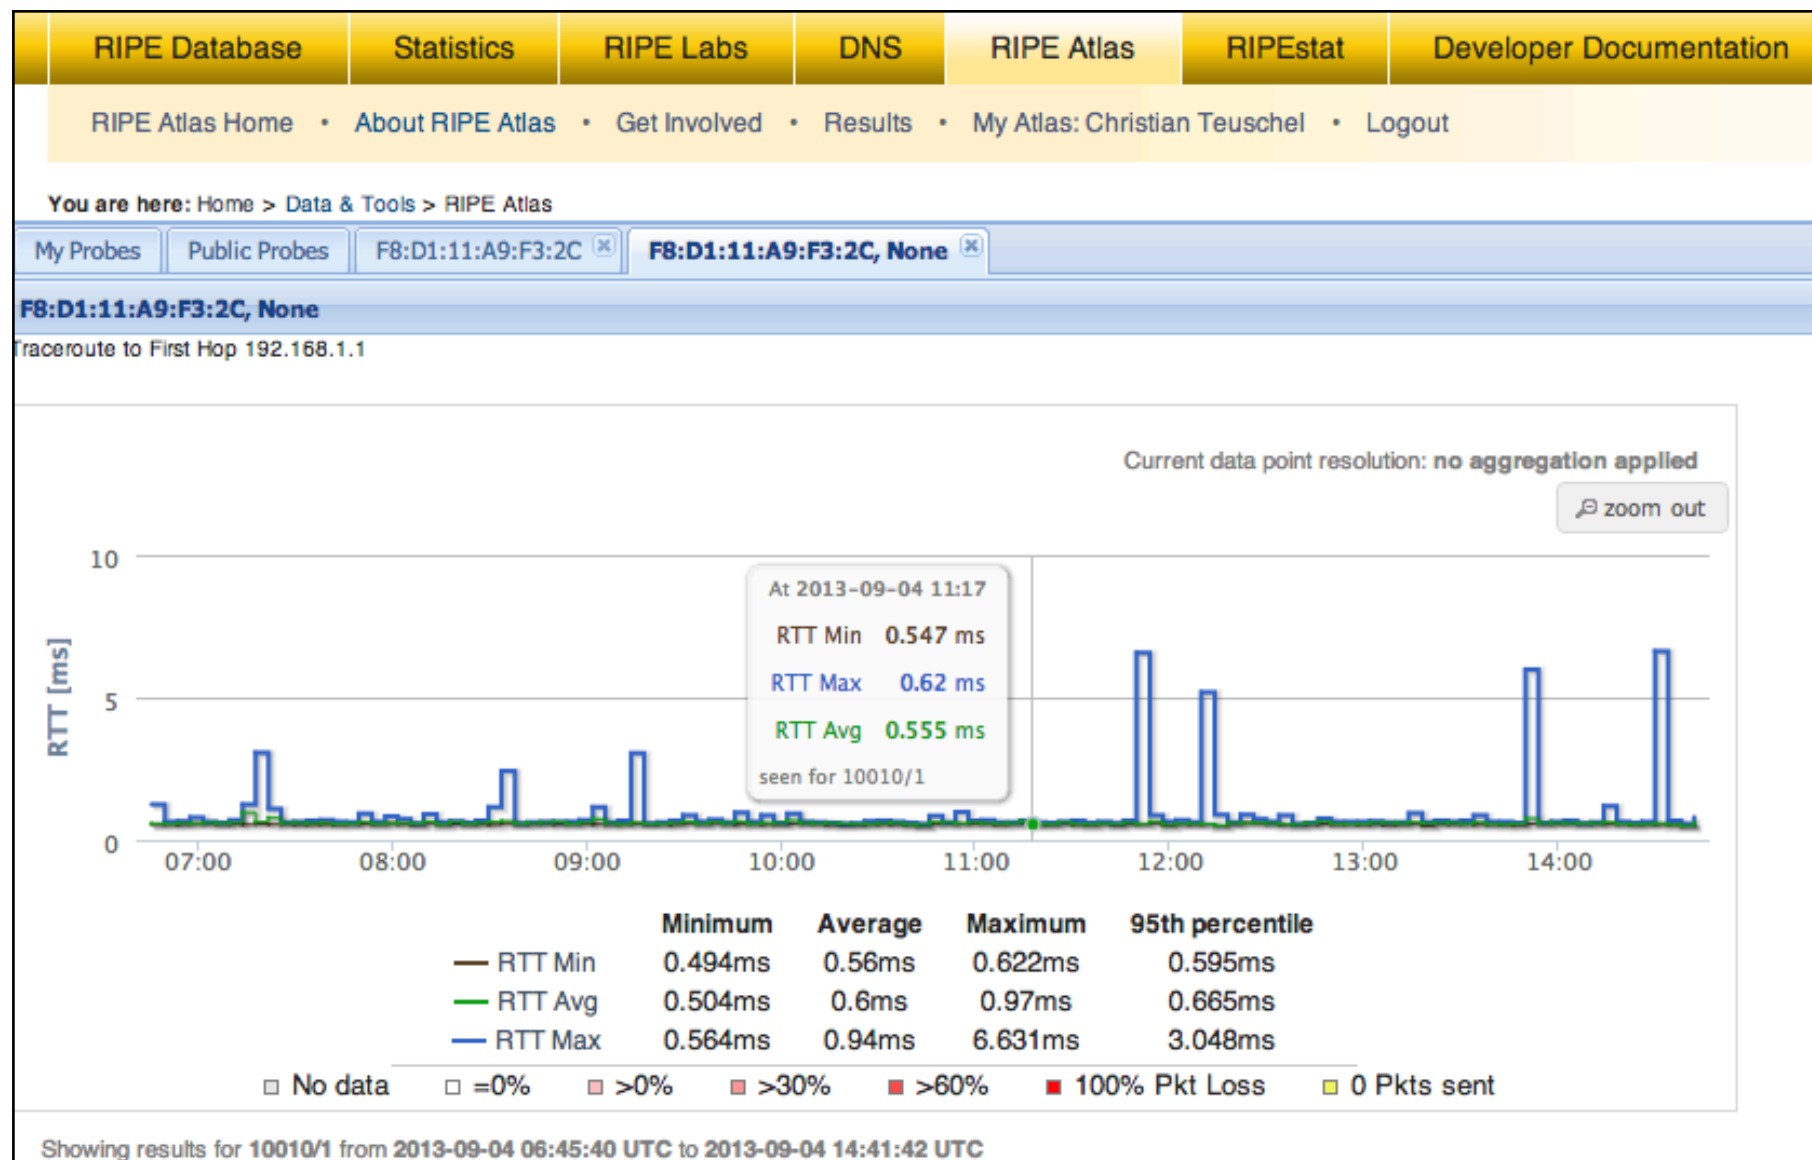 RIPE Database Statistics RIPE Labs DNS RIPE Atlas RIPEstat Developer Documentation
RIPE Atlas Home • About RIPE Atlas • Get Involved • Results • My Atlas: Christian Teuschel • Logout
You are here: Home > Data & Tools > RIPE Atlas
My Probes Public Probes F8:D1:11:A9:F3:2C F8:D1:11:A9:F3:2C, None
F8:D1:11:A9:F3:2C, None
Traceroute to First Hop 192.168.1.1
Current data point resolution: no aggregation applied
zoom out
10
5
0
RTT [ms]
At 2013-09-04 11:17
RTT Min 0.547 ms
RTT Max 0.62 ms
RTT Avg 0.555 ms
seen for 10010/1
07:00 08:00 09:00 10:00 11:00 12:00 13:00 14:00
Minimum Average Maximum 95th percentile
RTT Min 0.494ms 0.56ms 0.622ms 0.595ms
RTT Avg 0.504ms 0.6ms 0.97ms 0.665ms
RTT Max 0.564ms 0.94ms 6.631ms 3.048ms
No data =0% >0% >30% >60% 100% Pkt Loss 0 Pkts sent
Showing results for 10010/1 from 2013-09-04 06:45:40 UTC to 2013-09-04 14:41:42 UTC